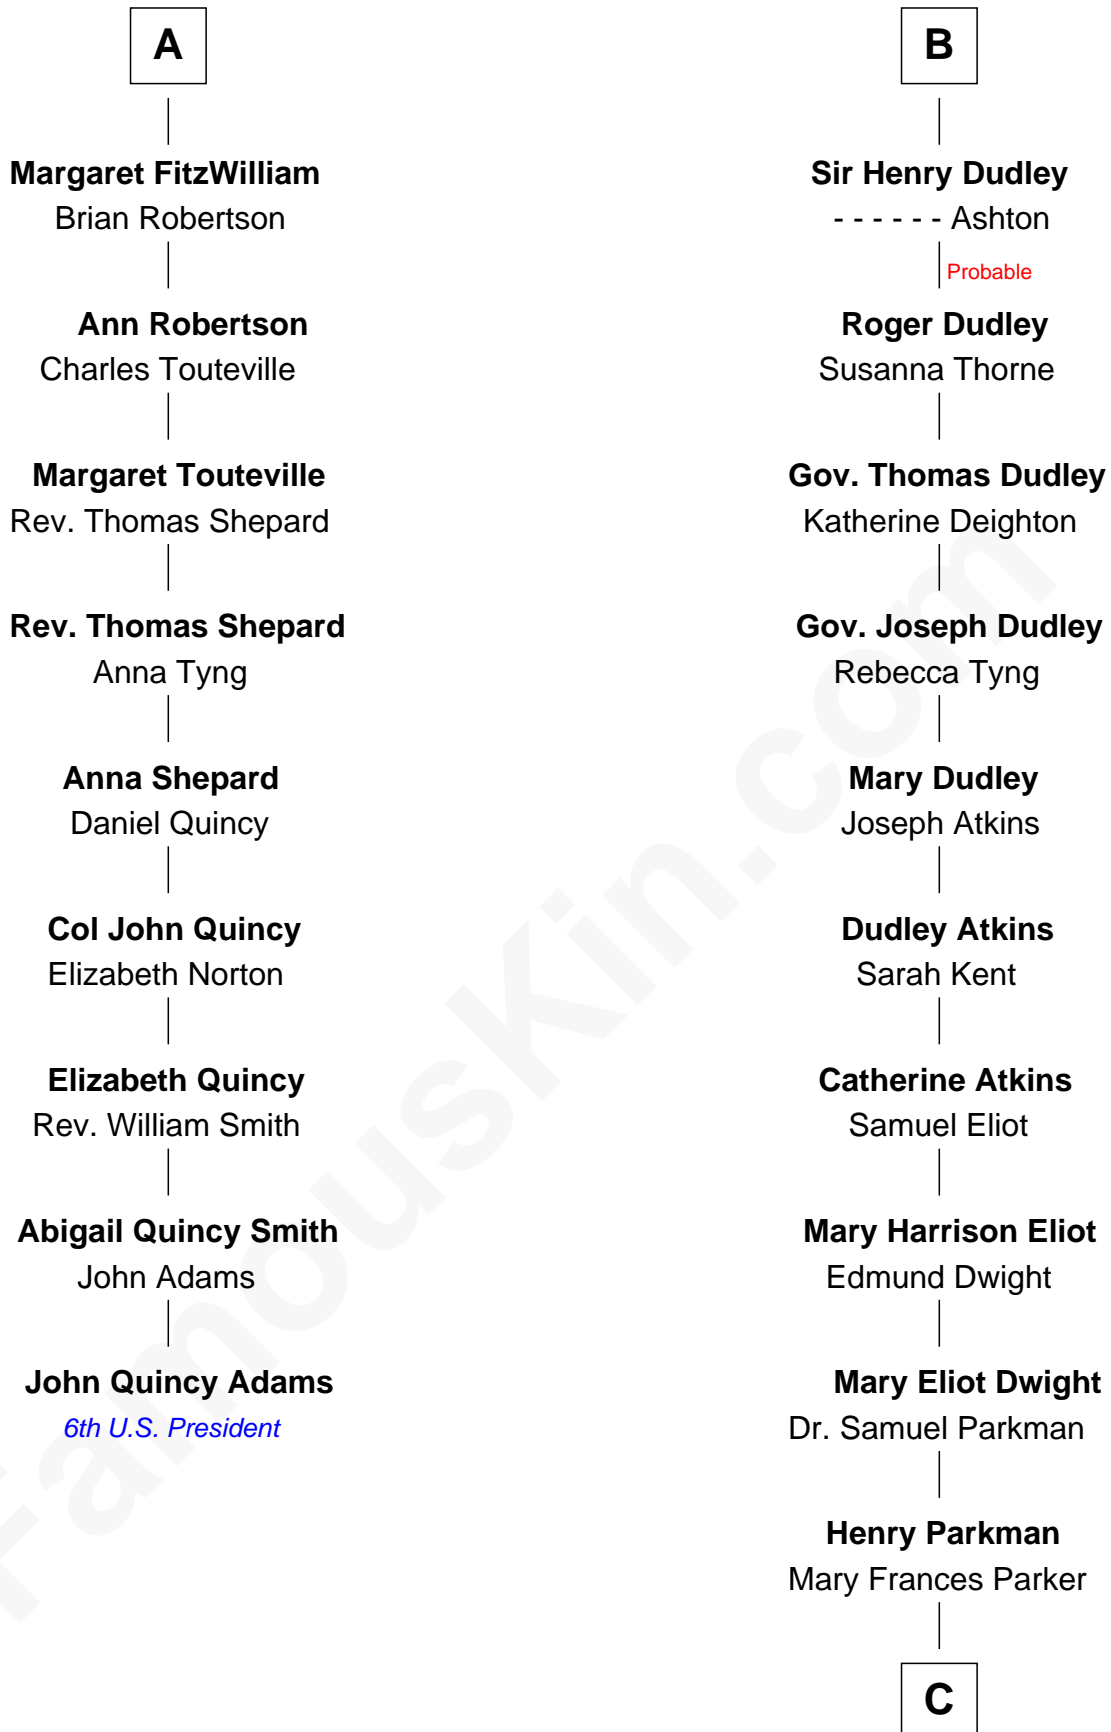 A
Margaret FitzWilliam
Brian Robertson
Ann Robertson
Charles Touteville
Margaret Touteville
Rev. Thomas Shepard
Rev. Thomas Shepard
Anna Tyng
Anna Shepard
Daniel Quincy
Col John Quincy
Elizabeth Norton
Elizabeth Quincy
Rev. William Smith
Abigail Quincy Smith
John Adams
John Quincy Adams
6th U.S. President
B
Sir Henry Dudley
- - - - - - Ashton
Probable
Roger Dudley
Susanna Thorne
Gov. Thomas Dudley
Katherine Deighton
Gov. Joseph Dudley
Rebecca Tyng
Mary Dudley
Joseph Atkins
Dudley Atkins
Sarah Kent
Catherine Atkins
Samuel Eliot
Mary Harrison Eliot
Edmund Dwight
Mary Eliot Dwight
Dr. Samuel Parkman
Henry Parkman
Mary Frances Parker
C
FamousKin.com